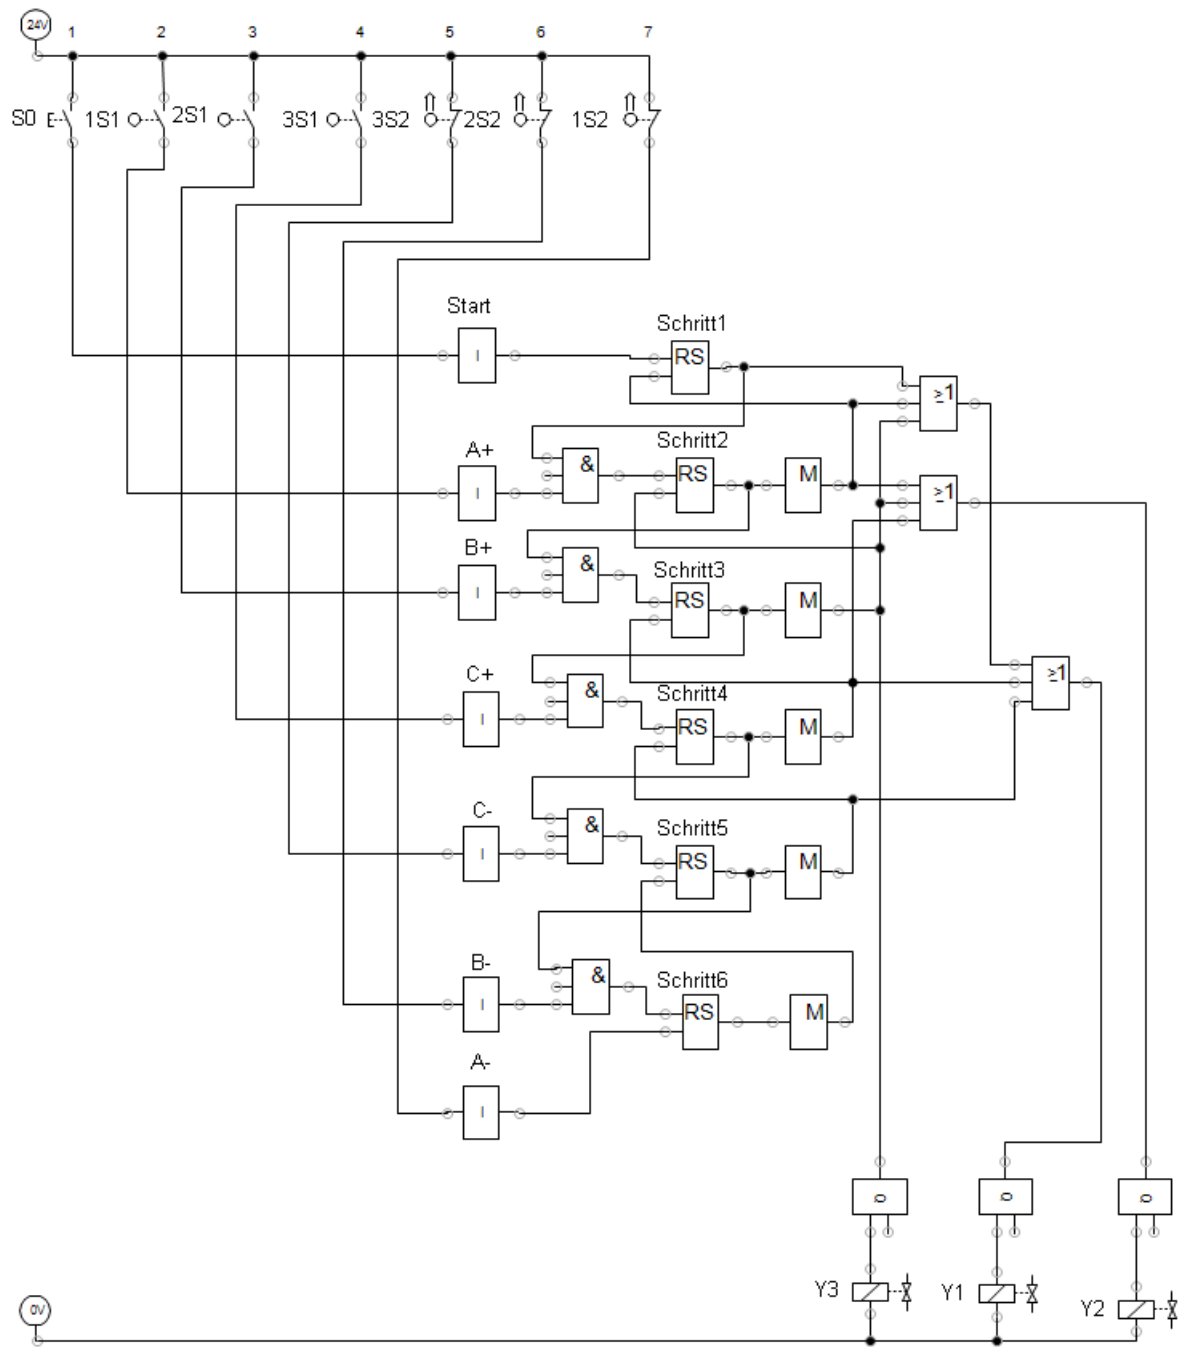 24V
1 2 3 4 5 6 7
S0 1S1 2S1 3S1 3S2 2S2 1S2
Start
I
Schritt1
RS
≥1
A+
I
&
Schritt2
RS
M
≥1
B+
I
&
Schritt3
RS
M
C+
I
&
Schritt4
RS
M
≥1
C-
I
&
Schritt5
RS
M
B-
I
&
Schritt6
RS
M
A-
I
Q Q Q
Y3 Y1 Y2
0V